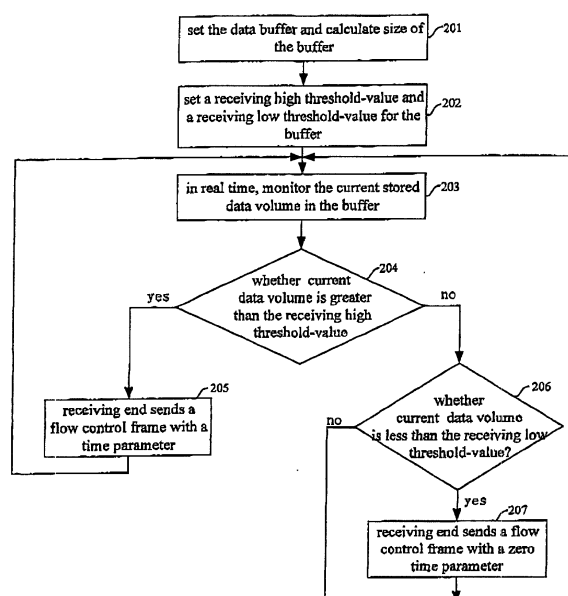 set the data buffer and calculate size of
the buffer
201
set a receiving high threshold-value and
a receiving low threshold-value for the
buffer
202
in real time, monitor the current stored
data volume in the buffer
203
whether current
data volume is greater
than the receiving high
threshold-value
204
yes
no
receiving end sends a
flow control frame with a
time parameter
205
whether
current data volume
is less than the receiving low
threshold-value?
206
no
yes
receiving end sends a flow
control frame with a zero
time parameter
207